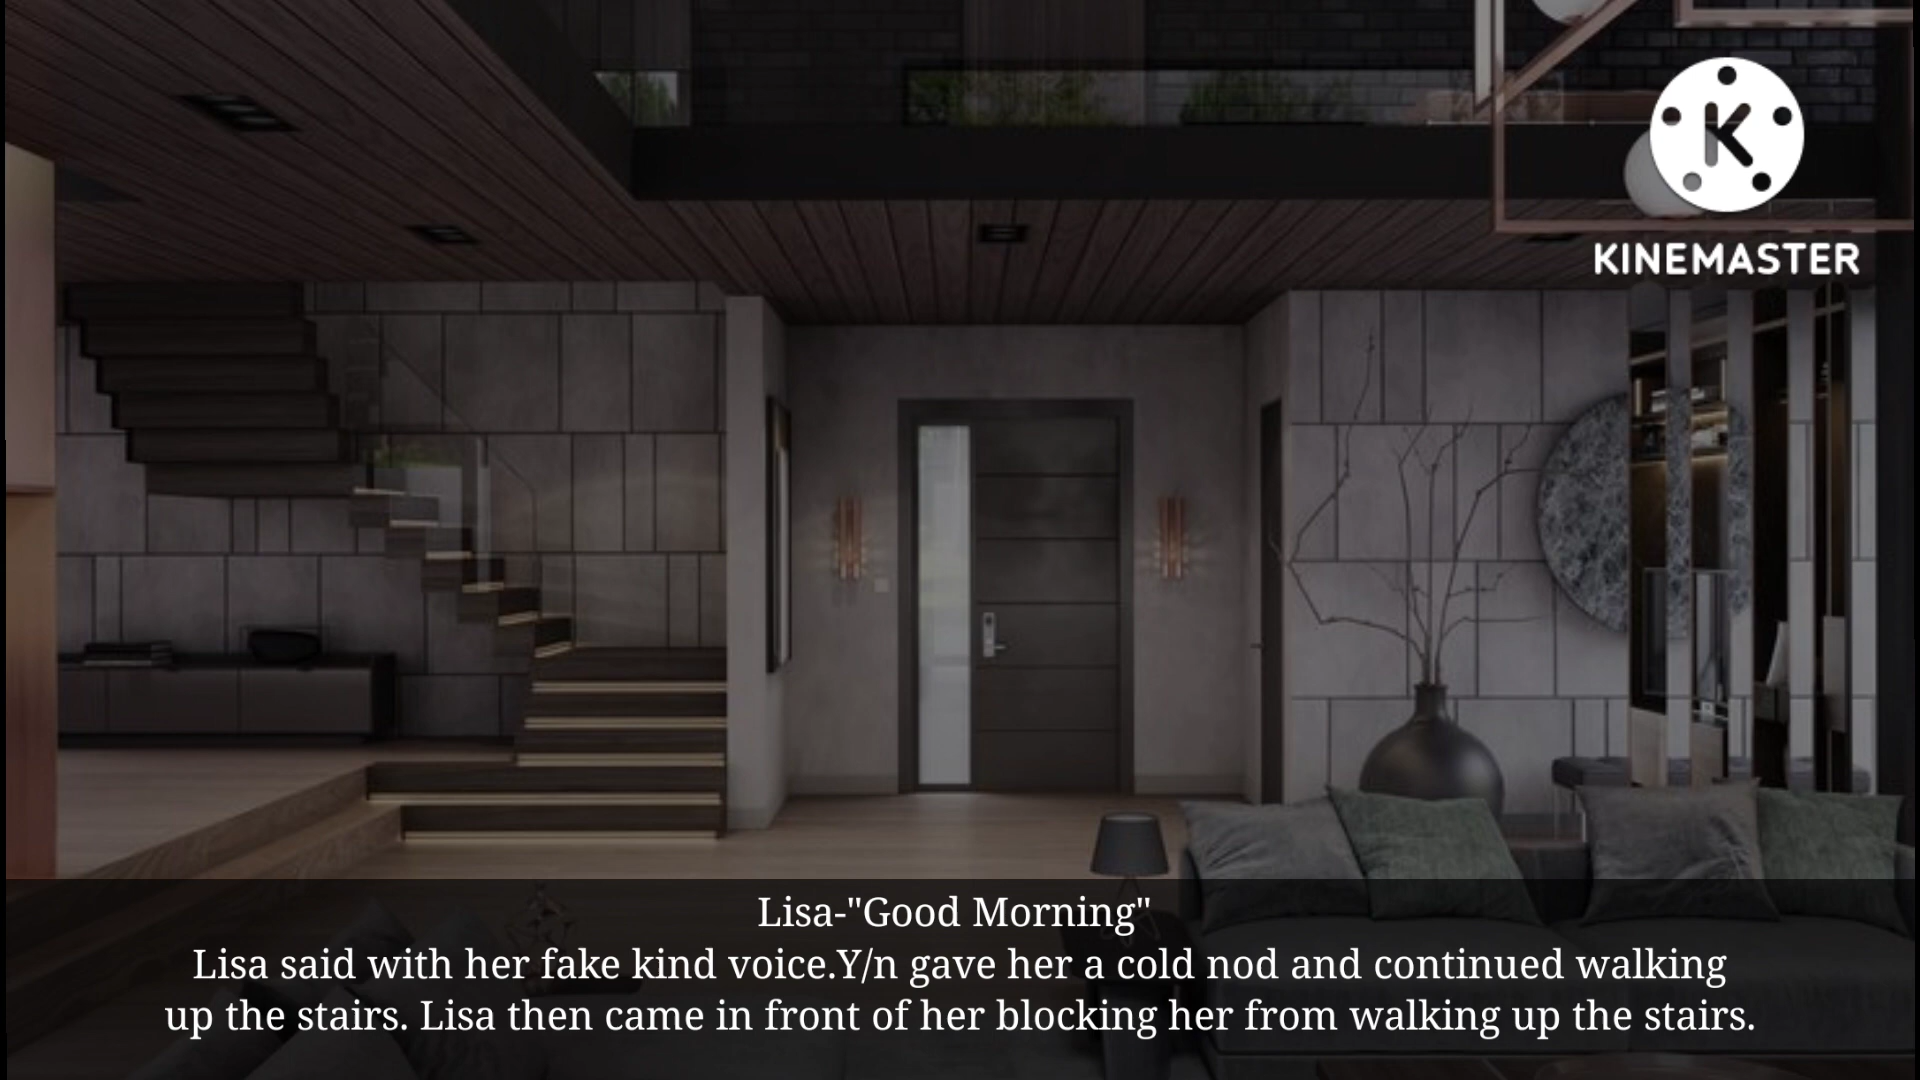 KINEMASTER
Lisa-"Good Morning"
Lisa said with her fake kind voice.Y/n gave her a cold nod and continued walking
up the stairs. Lisa then came in front of her blocking her from walking up the stairs.